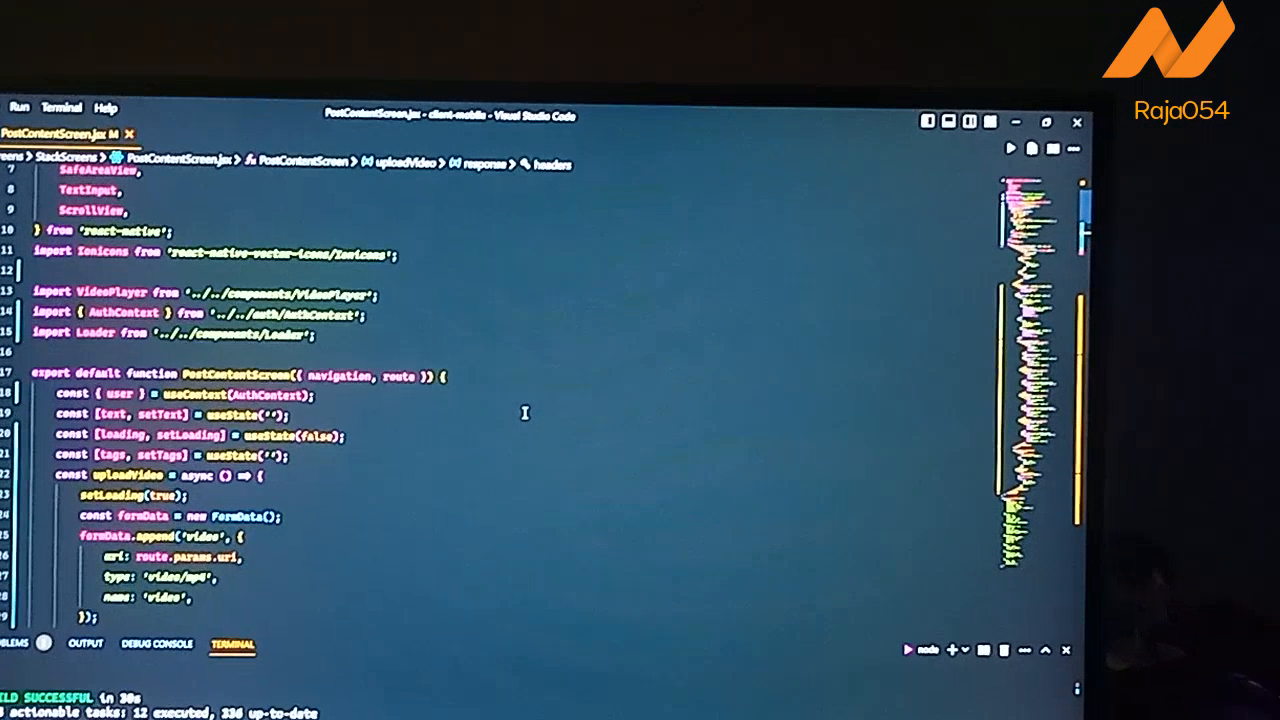 Raja054
Run Terminal Help
PostContentScreen.jsx - client-mobile - Visual Studio Code
PostContentScreen.jsx M ×
StackScreens > PostContentScreen.jsx > PostContentScreen > uploadVideo > response > headers
7 SafeAreaView,
8 TextInput,
9 ScrollView,
10 } from 'react-native';
11 import Ionicons from 'react-native-vector-icons/Ionicons';
12
13 import VideoPlayer from '../../components/VideoPlayer';
14 import { AuthContext } from '../../auth/AuthContext';
15 import Loader from '../../components/Loader';
16
17 export default function PostContentScreen({ navigation, route }) {
18 const { user } = useContext(AuthContext);
19 const [text, setText] = useState('');
20 const [loading, setLoading] = useState(false);
21 const [tags, setTags] = useState('');
22 const uploadVideo = async () => {
23 setLoading(true);
24 const formData = new FormData();
25 formData.append('video', {
26 uri: route.params.uri,
27 type: 'video/mp4',
28 name: 'video',
29 });
OUTPUT DEBUG CONSOLE TERMINAL
node
SUCCESSFUL in 30s
actionable tasks: 12 executed, 336 up-to-date